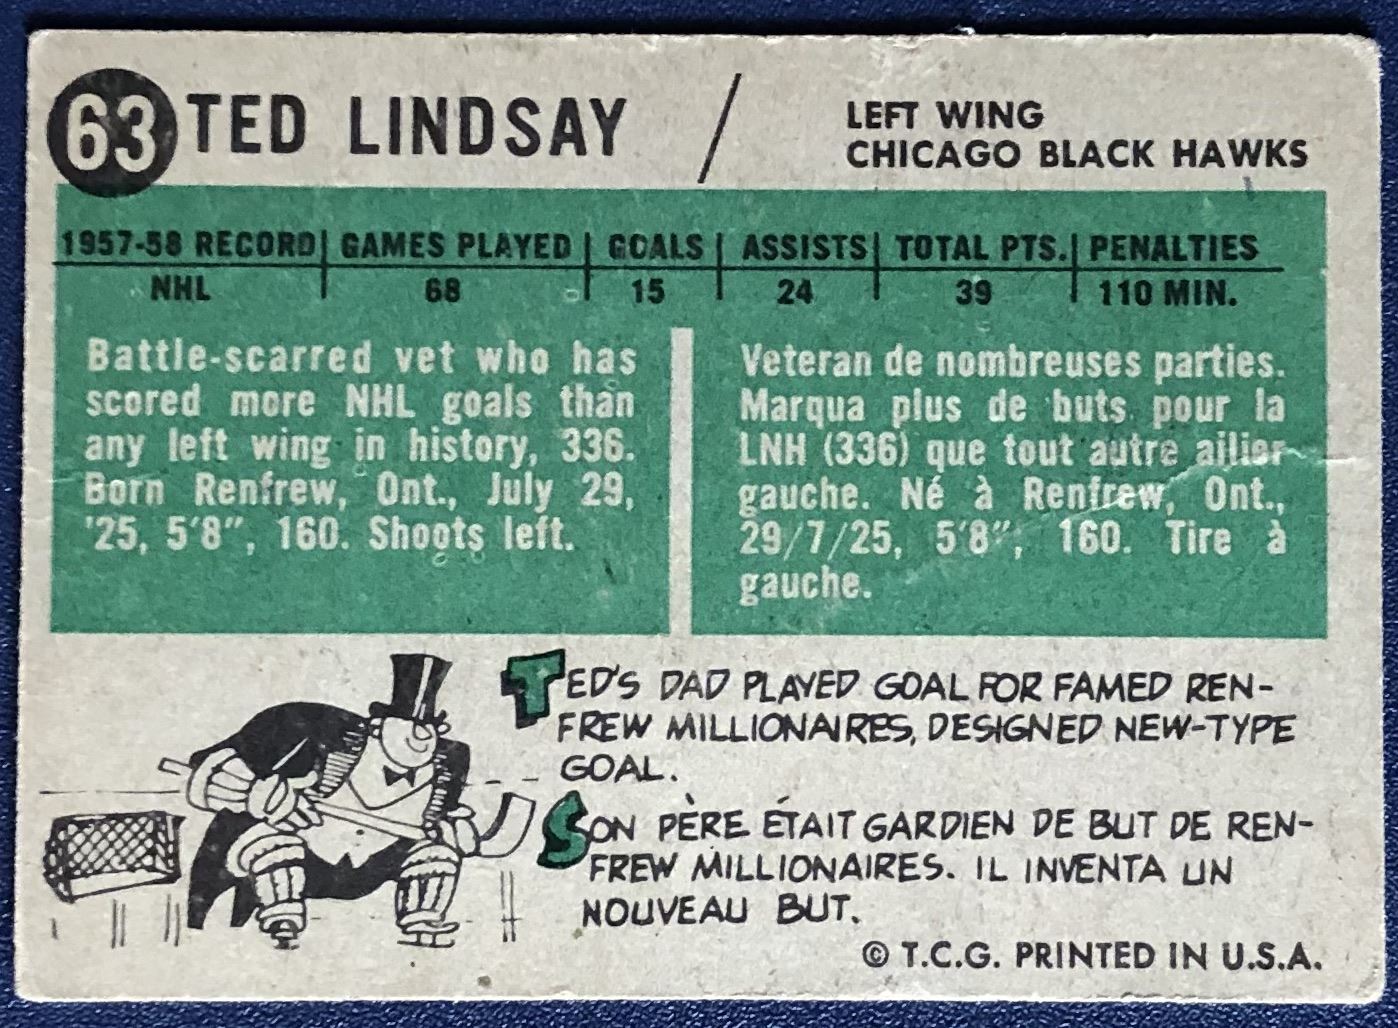 63 TED LINDSAY / LEFT WING
CHICAGO BLACK HAWKS
1957-58 RECORD GAMES PLAYED GOALS ASSISTS TOTAL PTS. PENALTIES
NHL 68 15 24 39 110 MIN.
Battle-scarred vet who has
scored more NHL goals than
any left wing in history, 336.
Born Renfrew, Ont., July 29,
'25, 5'8", 160. Shoots left.
Veteran de nombreuses parties.
Marqua plus de buts pour la
LNH (336) que tout autre ailier
gauche. Né à Renfrew, Ont.,
29/7/25, 5'8", 160. Tire à
gauche.
TED'S DAD PLAYED GOAL FOR FAMED REN-
FREW MILLIONAIRES, DESIGNED NEW-TYPE
GOAL.
SON PÈRE ÉTAIT GARDIEN DE BUT DE REN-
FREW MILLIONAIRES. IL INVENTA UN
NOUVEAU BUT.
© T.C.G. PRINTED IN U.S.A.